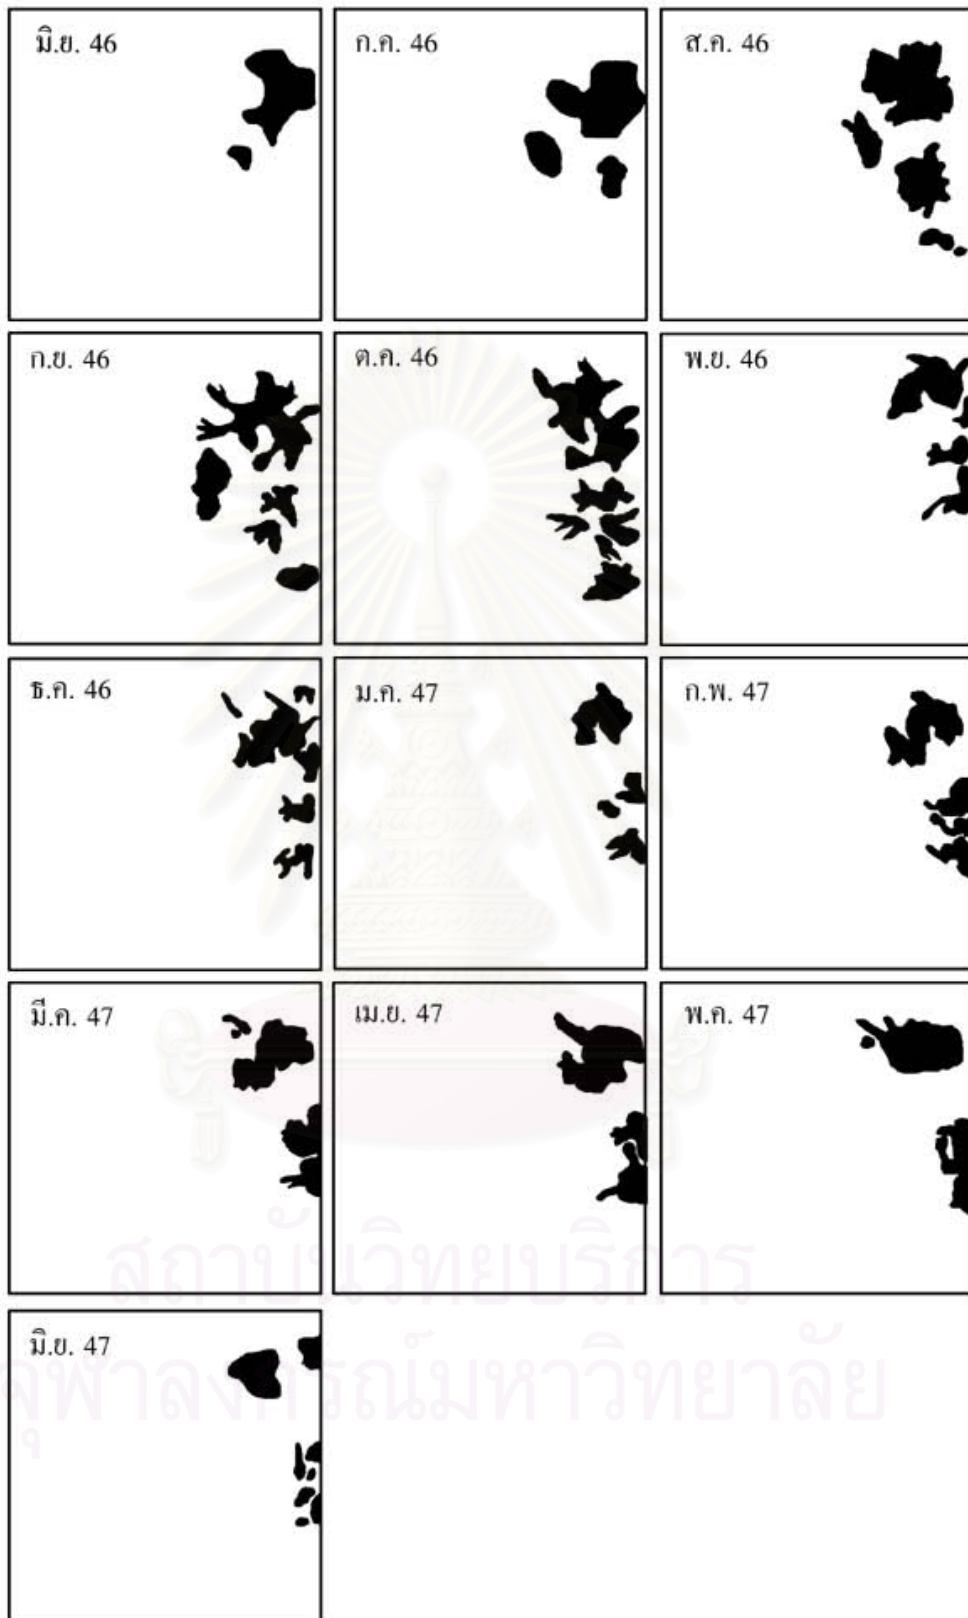 มิ.ย. 46
ก.ค. 46
ส.ค. 46
ก.ย. 46
ต.ค. 46
พ.ย. 46
ธ.ค. 46
ม.ค. 47
ก.พ. 47
มี.ค. 47
เม.ย. 47
พ.ค. 47
มิ.ย. 47
สถาบันวิทยบริการ
จุฬาลงกรณ์มหาวิทยาลัย